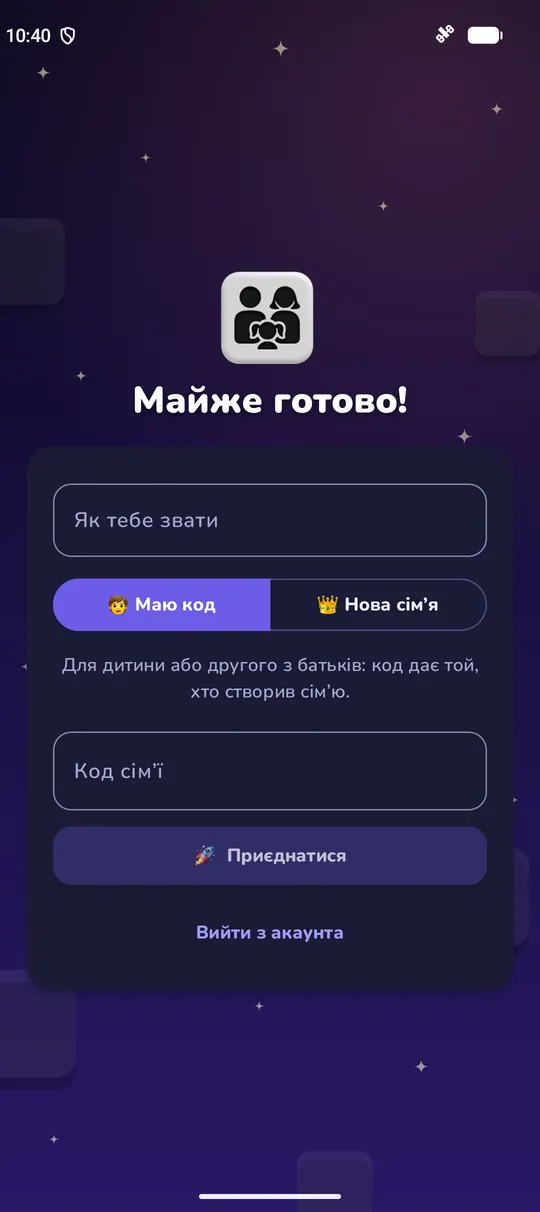 10:40
Майже готово!
Як тебе звати
🧒 Маю код
👑 Нова сім’я
Для дитини або другого з батьків: код дає той,
хто створив сім’ю.
Код сім’ї
🚀 Приєднатися
Вийти з акаунта